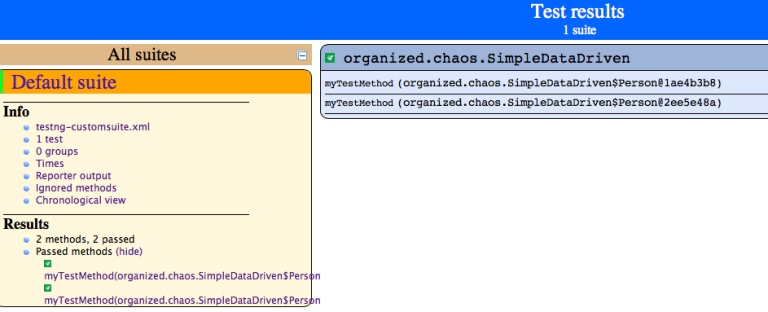 Test results
1 suite
All suites
Default suite
Info
testng-customsuite.xml
1 test
0 groups
Times
Reporter output
Ignored methods
Chronological view
Results
2 methods, 2 passed
Passed methods (hide)
myTestMethod(organized.chaos.SimpleDataDriven$Person
myTestMethod(organized.chaos.SimpleDataDriven$Person
organized.chaos.SimpleDataDriven
myTestMethod (organized.chaos.SimpleDataDriven$Person@1ae4b3b8)
myTestMethod (organized.chaos.SimpleDataDriven$Person@2ee5e48a)